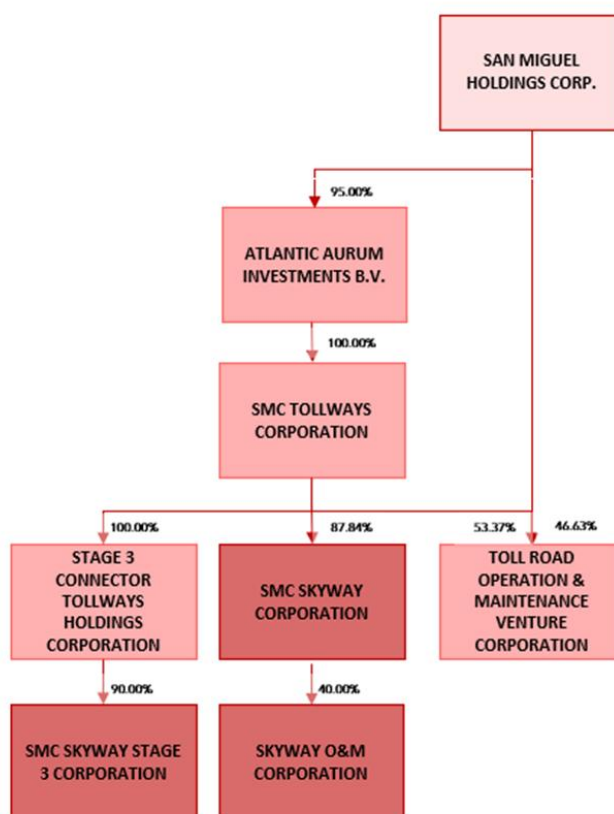 SAN MIGUEL
HOLDINGS CORP.
95.00%
ATLANTIC AURUM
INVESTMENTS B.V.
100.00%
SMC TOLLWAYS
CORPORATION
100.00%
87.84%
53.37%
46.63%
STAGE 3
CONNECTOR
TOLLWAYS
HOLDINGS
CORPORATION
SMC SKYWAY
CORPORATION
TOLL ROAD
OPERATION &
MAINTENANCE
VENTURE
CORPORATION
90.00%
40.00%
SMC SKYWAY STAGE
3 CORPORATION
SKYWAY O&M
CORPORATION